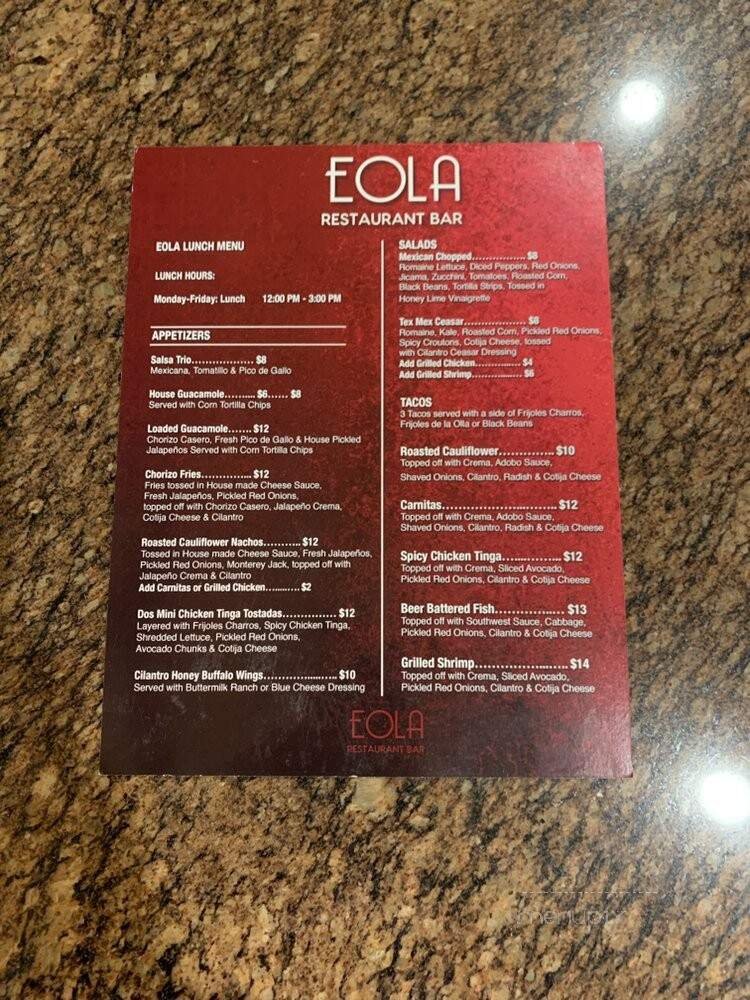 EOLA
RESTAURANT BAR
EOLA LUNCH MENU
LUNCH HOURS:
Monday-Friday: Lunch 12:00 PM - 3:00 PM
APPETIZERS
Salsa Trio.................. $8
Mexicana, Tomatillo & Pico de Gallo
House Guacamole......... $6...... $8
Served with Corn Tortilla Chips
Loaded Guacamole....... $12
Chorizo Casero, Fresh Pico de Gallo & House Pickled
Jalapeños Served with Corn Tortilla Chips
Chorizo Fries.............. $12
Fries tossed in House made Cheese Sauce,
Fresh Jalapeños, Pickled Red Onions,
topped off with Chorizo Casero, Jalapeño Crema,
Cotija Cheese & Cilantro
Roasted Cauliflower Nachos.......... $12
Tossed in House made Cheese Sauce, Fresh Jalapeños,
Pickled Red Onions, Monterey Jack, topped off with
Jalapeño Crema & Cilantro
Add Carnitas or Grilled Chicken........... $2
Dos Mini Chicken Tinga Tostadas............... $12
Layered with Frijoles Charros, Spicy Chicken Tinga,
Shredded Lettuce, Pickled Red Onions,
Avocado Chunks & Cotija Cheese
Cilantro Honey Buffalo Wings.................... $10
Served with Buttermilk Ranch or Blue Cheese Dressing
SALADS
Mexican Chopped................ $8
Romaine Lettuce, Diced Peppers, Red Onions,
Jicama, Zucchini, Tomatoes, Roasted Corn,
Black Beans, Tortilla Strips, Tossed in
Honey Lime Vinaigrette
Tex Mex Ceasar.................. $8
Romaine, Kale, Roasted Corn, Pickled Red Onions,
Spicy Croutons, Cotija Cheese, tossed
with Cilantro Ceasar Dressing
Add Grilled Chicken.............. $4
Add Grilled Shrimp............... $6
TACOS
3 Tacos served with a side of Frijoles Charros,
Frijoles de la Olla or Black Beans
Roasted Cauliflower.............. $10
Topped off with Crema, Adobo Sauce,
Shaved Onions, Cilantro, Radish & Cotija Cheese
Carnitas............................. $12
Topped off with Crema, Adobo Sauce,
Shaved Onions, Cilantro, Radish & Cotija Cheese
Spicy Chicken Tinga............... $12
Topped off with Crema, Sliced Avocado,
Pickled Red Onions, Cilantro & Cotija Cheese
Beer Battered Fish................. $13
Topped off with Southwest Sauce, Cabbage,
Pickled Red Onions, Cilantro & Cotija Cheese
Grilled Shrimp....................... $14
Topped off with Crema, Sliced Avocado,
Pickled Red Onions, Cilantro & Cotija Cheese
EOLA
RESTAURANT BAR